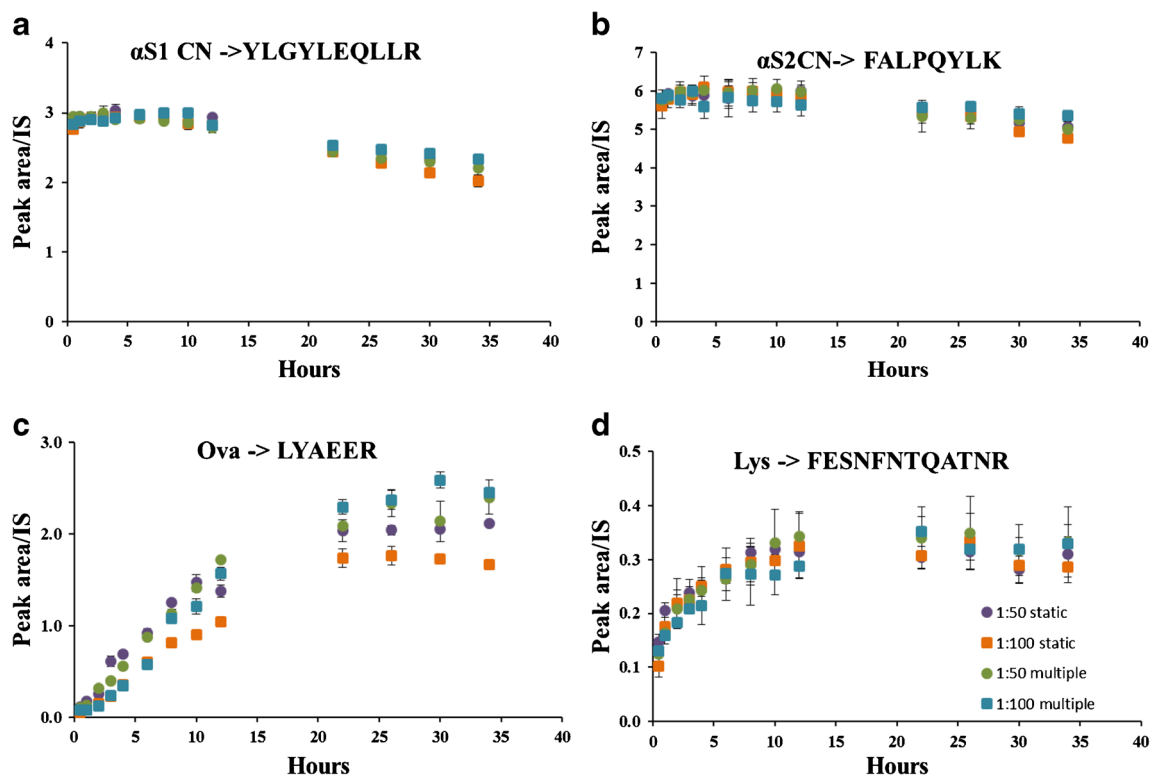 a
αS1 CN ->YLGYLEQLLR
Peak area/IS
4
3
2
1
0
0 5 10 15 20 25 30 35 40
Hours
b
αS2CN-> FALPQYLK
Peak area/IS
7
6
5
4
3
2
1
0
0 5 10 15 20 25 30 35 40
Hours
c
Ova -> LYAEER
Peak area/IS
3.0
2.0
1.0
0.0
0 5 10 15 20 25 30 35 40
Hours
d
Lys -> FESNFNTQATNR
Peak area/IS
0.5
0.4
0.3
0.2
0.1
0.0
0 5 10 15 20 25 30 35 40
Hours
1:50 static
1:100 static
1:50 multiple
1:100 multiple